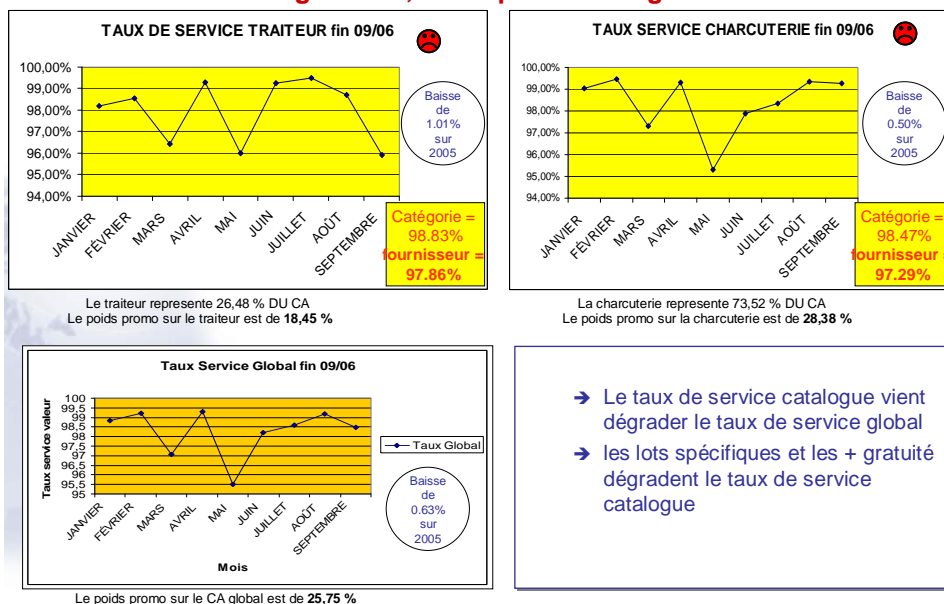 TAUX DE SERVICE TRAITEUR fin 09/06
100,00%
99,00%
98,00%
97,00%
96,00%
95,00%
94,00%
JANVIER
FÉVRIER
MARS
AVRIL
MAI
JUIN
JUILLET
AOÛT
SEPTEMBRE
Baisse
de
1.01%
sur
2005
Catégorie =
98.83%
fournisseur =
97.86%
Le traiteur represente 26,48 % DU CA
Le poids promo sur le traiteur est de 18,45 %
TAUX SERVICE CHARCUTERIE fin 09/06
100,00%
99,00%
98,00%
97,00%
96,00%
95,00%
94,00%
JANVIER
FÉVRIER
MARS
AVRIL
MAI
JUIN
JUILLET
AOÛT
SEPTEMBRE
Baisse
de
0.50%
sur
2005
Catégorie =
98.47%
fournisseur =
97.29%
La charcuterie represente 73,52 % DU CA
Le poids promo sur la charcuterie est de 28,38 %
Taux Service Global fin 09/06
Taux service valeur
100
99,5
99
98,5
98
97,5
97
96,5
96
95,5
95
JANVIER
FÉVRIER
MARS
AVRIL
MAI
JUIN
JUILLET
AOÛT
SEPTEMBRE
Mois
Taux Global
Baisse
de
0.63%
sur
2005
Le poids promo sur le CA global est de 25,75 %
➔ Le taux de service catalogue vient
dégrader le taux de service global
➔ les lots spécifiques et les + gratuité
dégradent le taux de service
catalogue